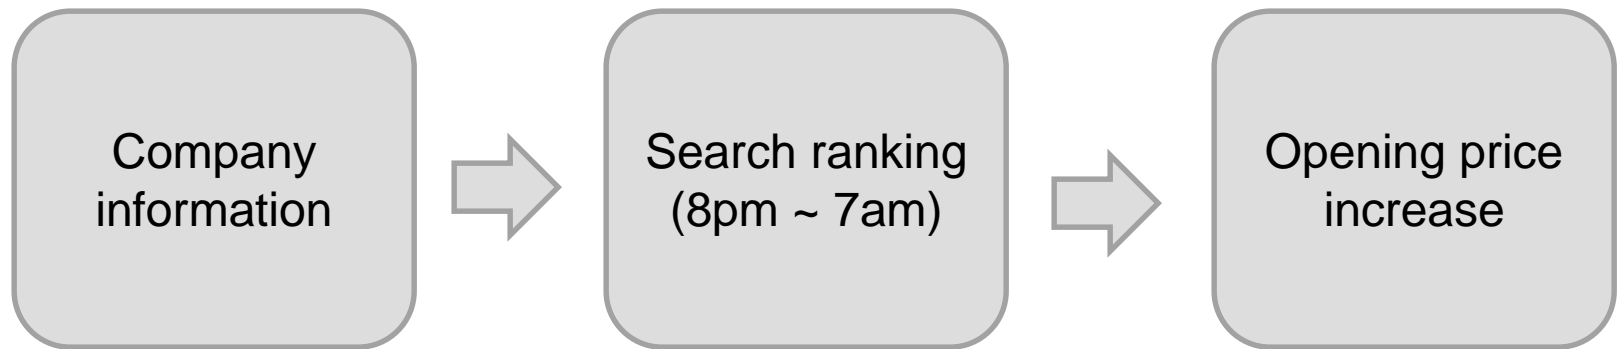 Company
information
Search ranking
(8pm ~ 7am)
Opening price
increase